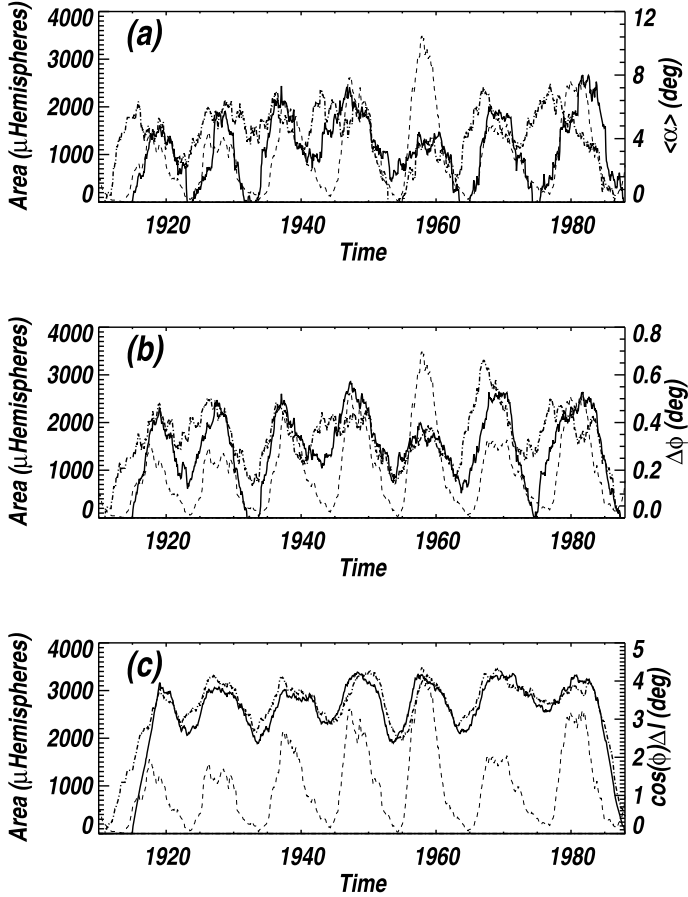 (a)
Area (μHemispheres)
4000
3000
2000
1000
0
12
8
4
0
<α> (deg)
1920 1940 1960 1980
Time
(b)
Area (μHemispheres)
4000
3000
2000
1000
0
0.8
0.6
0.4
0.2
0.0
Δϕ (deg)
1920 1940 1960 1980
Time
(c)
Area (μHemispheres)
4000
3000
2000
1000
0
5
4
3
2
1
0
cos(ϕ)Δl (deg)
1920 1940 1960 1980
Time